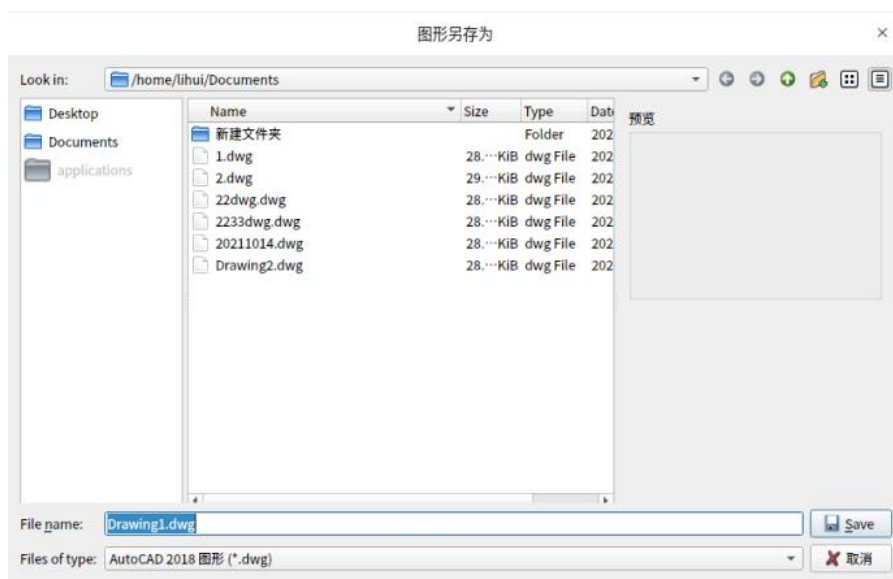 图形另存为
Look in: /home/lihui/Documents
Desktop
Documents
applications
Name Size Type Date
新建文件夹 Folder 202
1.dwg 28.···KiB dwg File 202
2.dwg 29.···KiB dwg File 202
22dwg.dwg 28.···KiB dwg File 202
2233dwg.dwg 28.···KiB dwg File 202
20211014.dwg 28.···KiB dwg File 202
Drawing2.dwg 28.···KiB dwg File 202
预览
File name: Drawing1.dwg
Save
Files of type: AutoCAD 2018 图形 (*.dwg)
取消